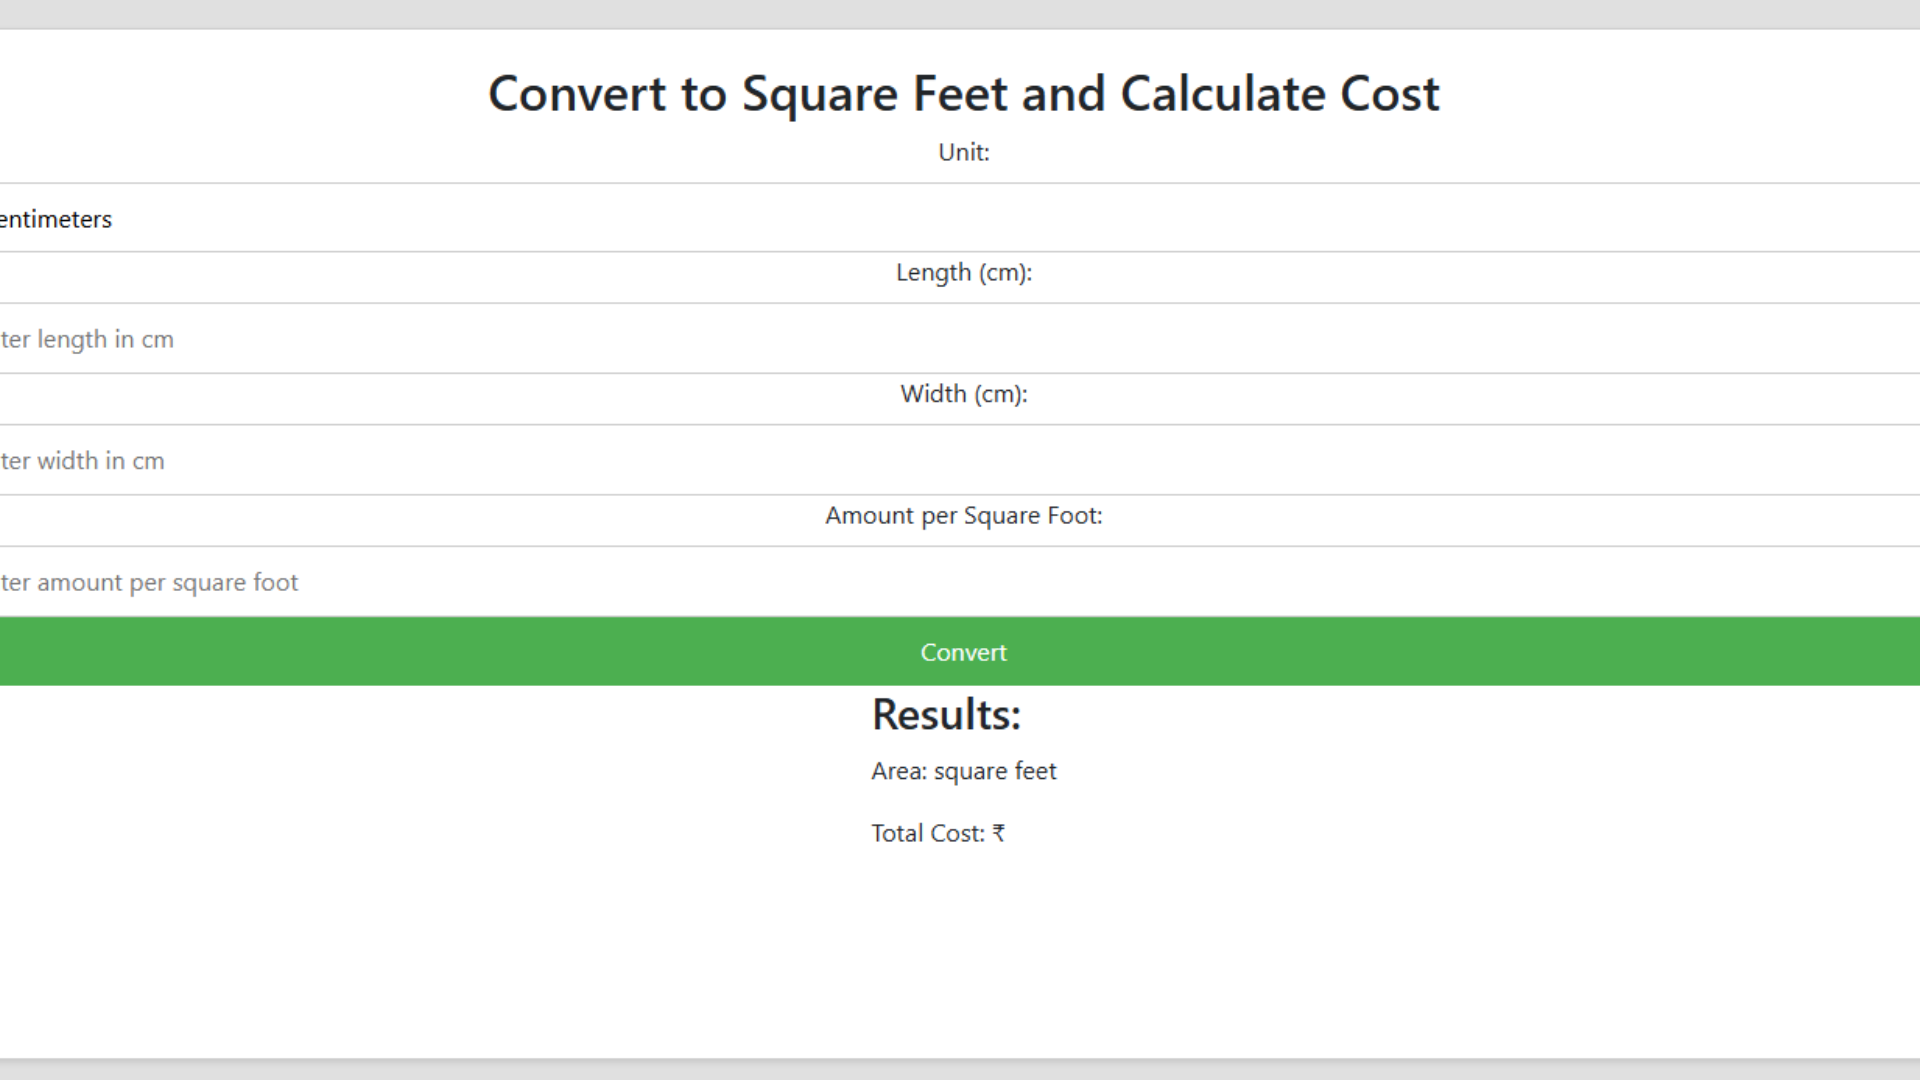 Convert to Square Feet and Calculate Cost
Unit:
entimeters
Length (cm):
ter length in cm
Width (cm):
ter width in cm
Amount per Square Foot:
ter amount per square foot
Convert
Results:
Area: square feet
Total Cost: ₹